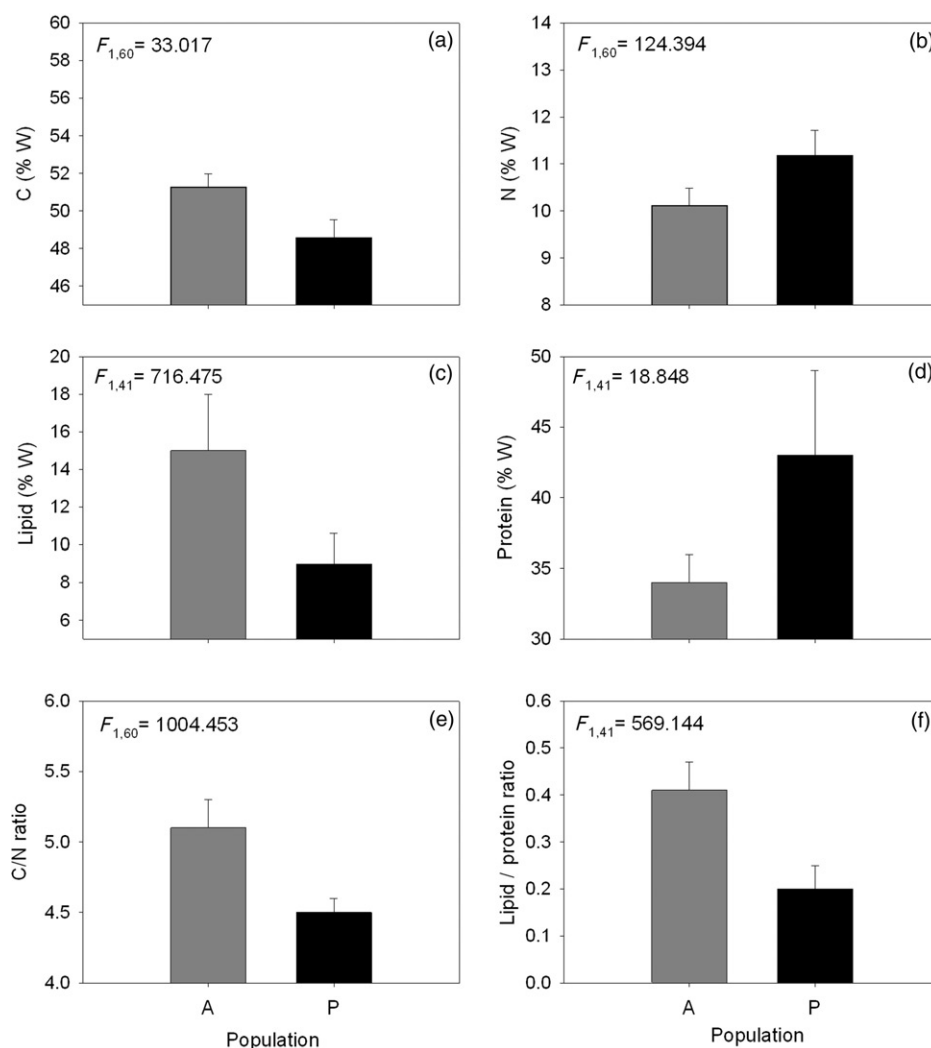 F1,60= 33.017 (a)
C (% W)
60
58
56
54
52
50
48
46
F1,60= 124.394 (b)
N (% W)
14
13
12
11
10
9
8
F1,41= 716.475 (c)
Lipid (% W)
20
18
16
14
12
10
8
6
F1,41= 18.848 (d)
Protein (% W)
50
45
40
35
30
F1,60= 1004.453 (e)
C/N ratio
6.0
5.5
5.0
4.5
4.0
A P
Population
F1,41= 569.144 (f)
Lipid / protein ratio
0.6
0.5
0.4
0.3
0.2
0.1
0.0
A P
Population